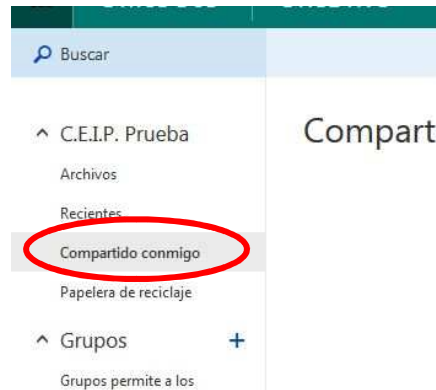 Buscar
C.E.I.P. Prueba
Compart
Archivos
Recientes
Compartido conmigo
Papelera de reciclaje
Grupos +
Grupos permite a los